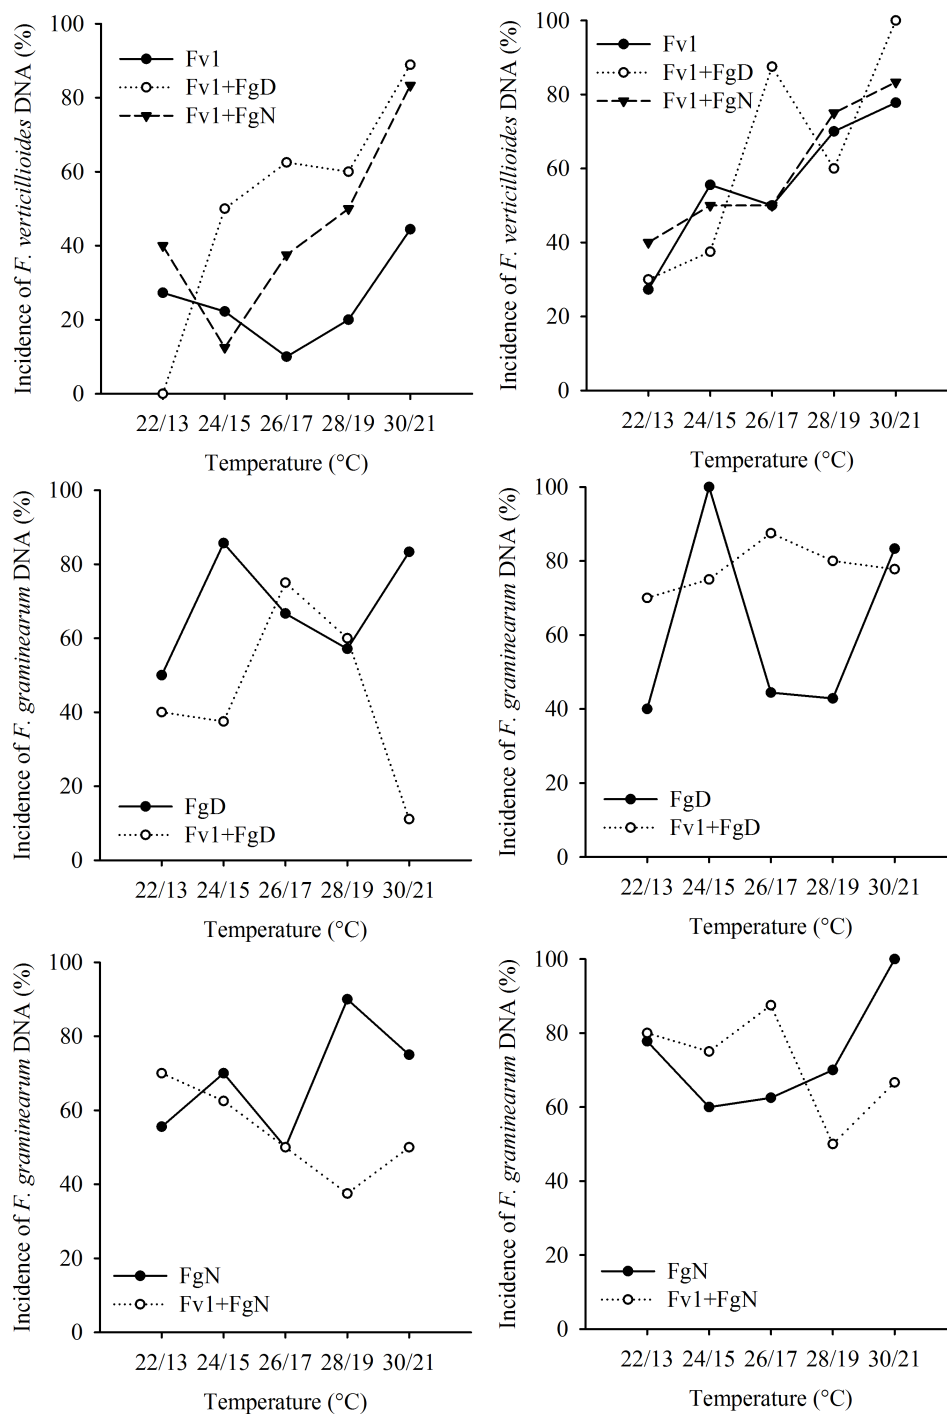 Incidence of F. verticillioides DNA (%)
100
80
60
40
20
0
Fv1
Fv1+FgD
Fv1+FgN
22/13 24/15 26/17 28/19 30/21
Temperature (°C)
Incidence of F. verticillioides DNA (%)
100
80
60
40
20
0
Fv1
Fv1+FgD
Fv1+FgN
22/13 24/15 26/17 28/19 30/21
Temperature (°C)
Incidence of F. graminearum DNA (%)
100
80
60
40
20
0
FgD
Fv1+FgD
22/13 24/15 26/17 28/19 30/21
Temperature (°C)
Incidence of F. graminearum DNA (%)
100
80
60
40
20
0
FgD
Fv1+FgD
22/13 24/15 26/17 28/19 30/21
Temperature (°C)
Incidence of F. graminearum DNA (%)
100
80
60
40
20
0
FgN
Fv1+FgN
22/13 24/15 26/17 28/19 30/21
Temperature (°C)
Incidence of F. graminearum DNA (%)
100
80
60
40
20
0
FgN
Fv1+FgN
22/13 24/15 26/17 28/19 30/21
Temperature (°C)